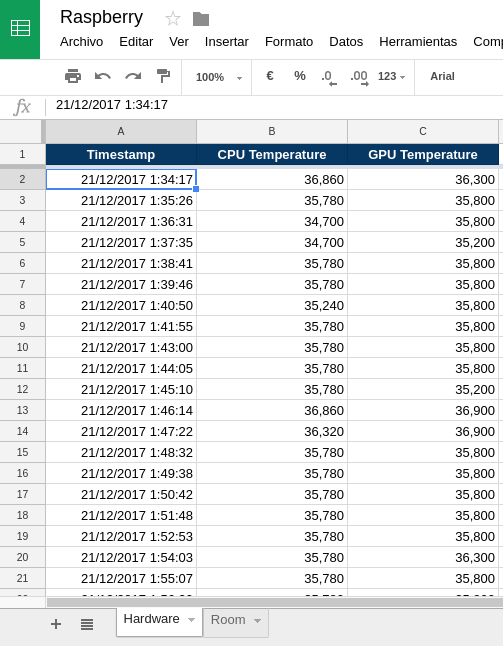 Raspberry
Archivo Editar Ver Insertar Formato Datos Herramientas
100% € % .0 .00 123 Arial
fx 21/12/2017 1:34:17
A B C
1 Timestamp CPU Temperature GPU Temperature
2 21/12/2017 1:34:17 36,860 36,300
3 21/12/2017 1:35:26 35,780 35,800
4 21/12/2017 1:36:31 34,700 35,800
5 21/12/2017 1:37:35 34,700 35,200
6 21/12/2017 1:38:41 35,780 35,800
7 21/12/2017 1:39:46 35,780 35,800
8 21/12/2017 1:40:50 35,240 35,800
9 21/12/2017 1:41:55 35,780 35,800
10 21/12/2017 1:43:00 35,780 35,800
11 21/12/2017 1:44:05 35,780 35,800
12 21/12/2017 1:45:10 35,780 35,200
13 21/12/2017 1:46:14 36,860 36,900
14 21/12/2017 1:47:22 36,320 36,900
15 21/12/2017 1:48:32 35,780 35,800
16 21/12/2017 1:49:38 35,780 35,800
17 21/12/2017 1:50:42 35,780 35,800
18 21/12/2017 1:51:48 35,780 35,800
19 21/12/2017 1:52:53 35,780 35,800
20 21/12/2017 1:54:03 35,780 36,300
21 21/12/2017 1:55:07 35,780 35,800
Hardware Room